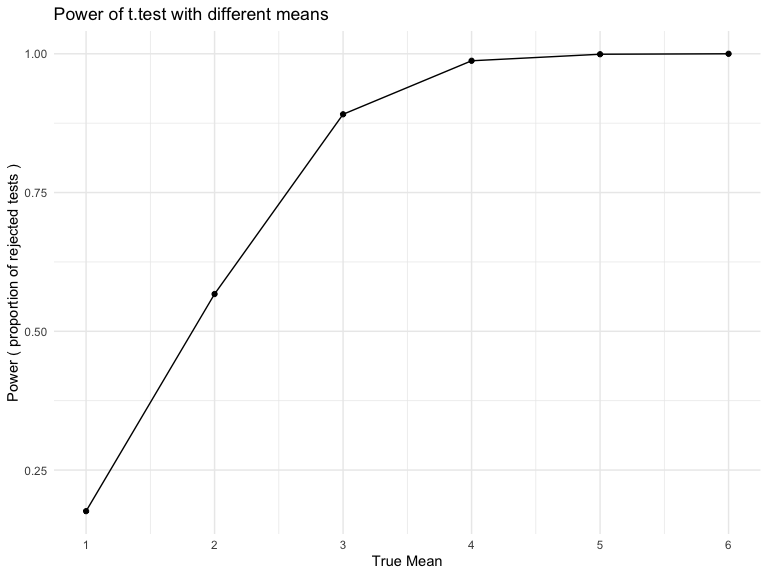 Power of t.test with different means
Power ( proportion of rejected tests )
1.00
0.75
0.50
0.25
1 2 3 4 5 6
True Mean